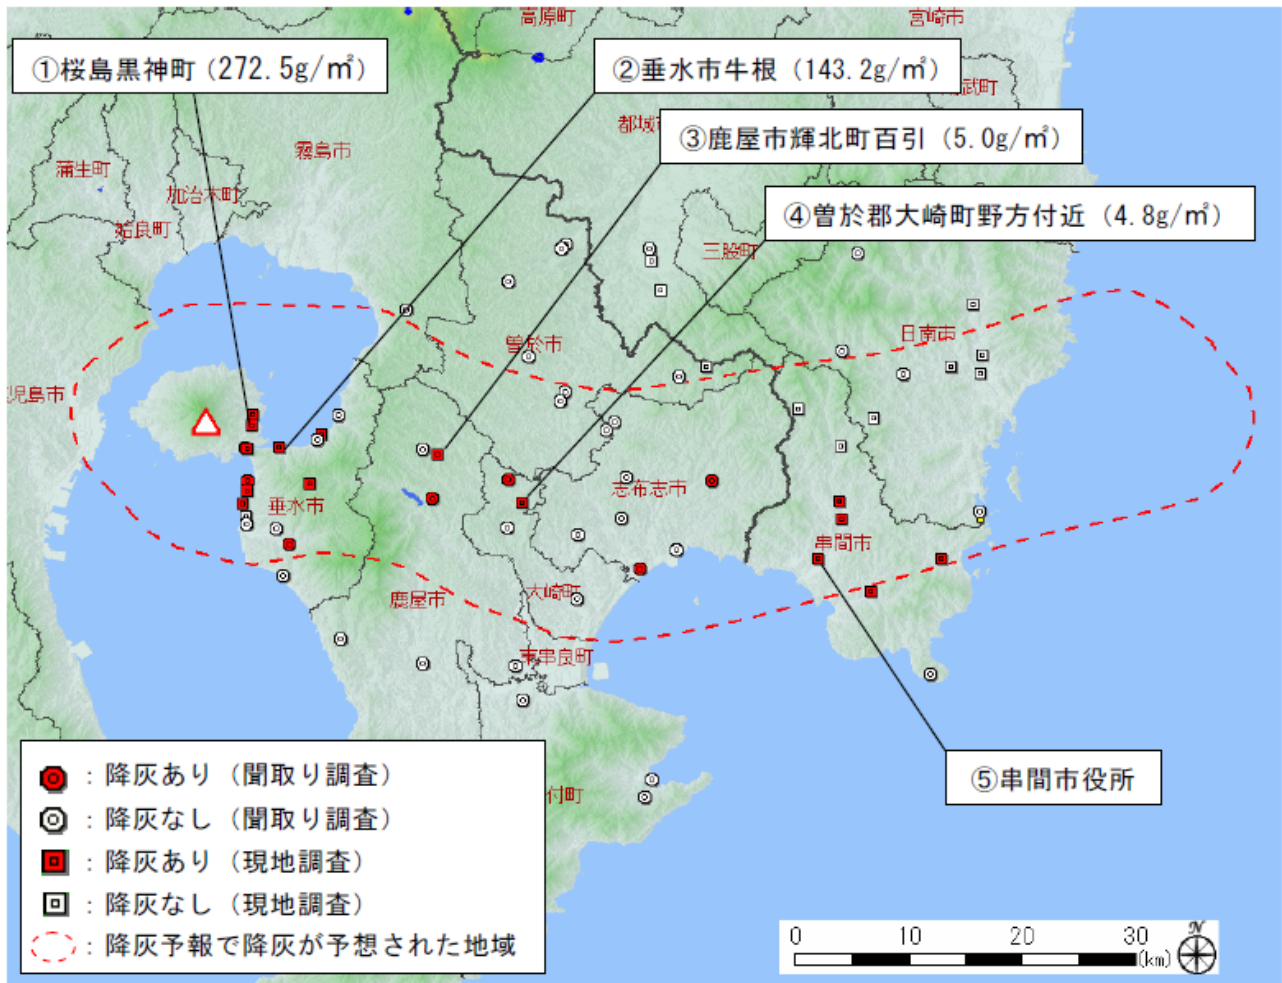 高原町
宮崎市
①桜島黒神町（272.5g/㎡）
②垂水市牛根（143.2g/㎡）
武町
都城市
③鹿屋市輝北町百引（5.0g/㎡）
霧島市
蒲生町
加治木町
④曽於郡大崎町野方付近（4.8g/㎡）
姶良町
三股町
日南市
曽於市
児島市
志布志市
垂水市
串間市
大崎町
鹿屋市
東串良町
⑤串間市役所
付町
：降灰あり（聞取り調査）
：降灰なし（聞取り調査）
：降灰あり（現地調査）
：降灰なし（現地調査）
：降灰予報で降灰が予想された地域
0 10 20 30
(km)
N